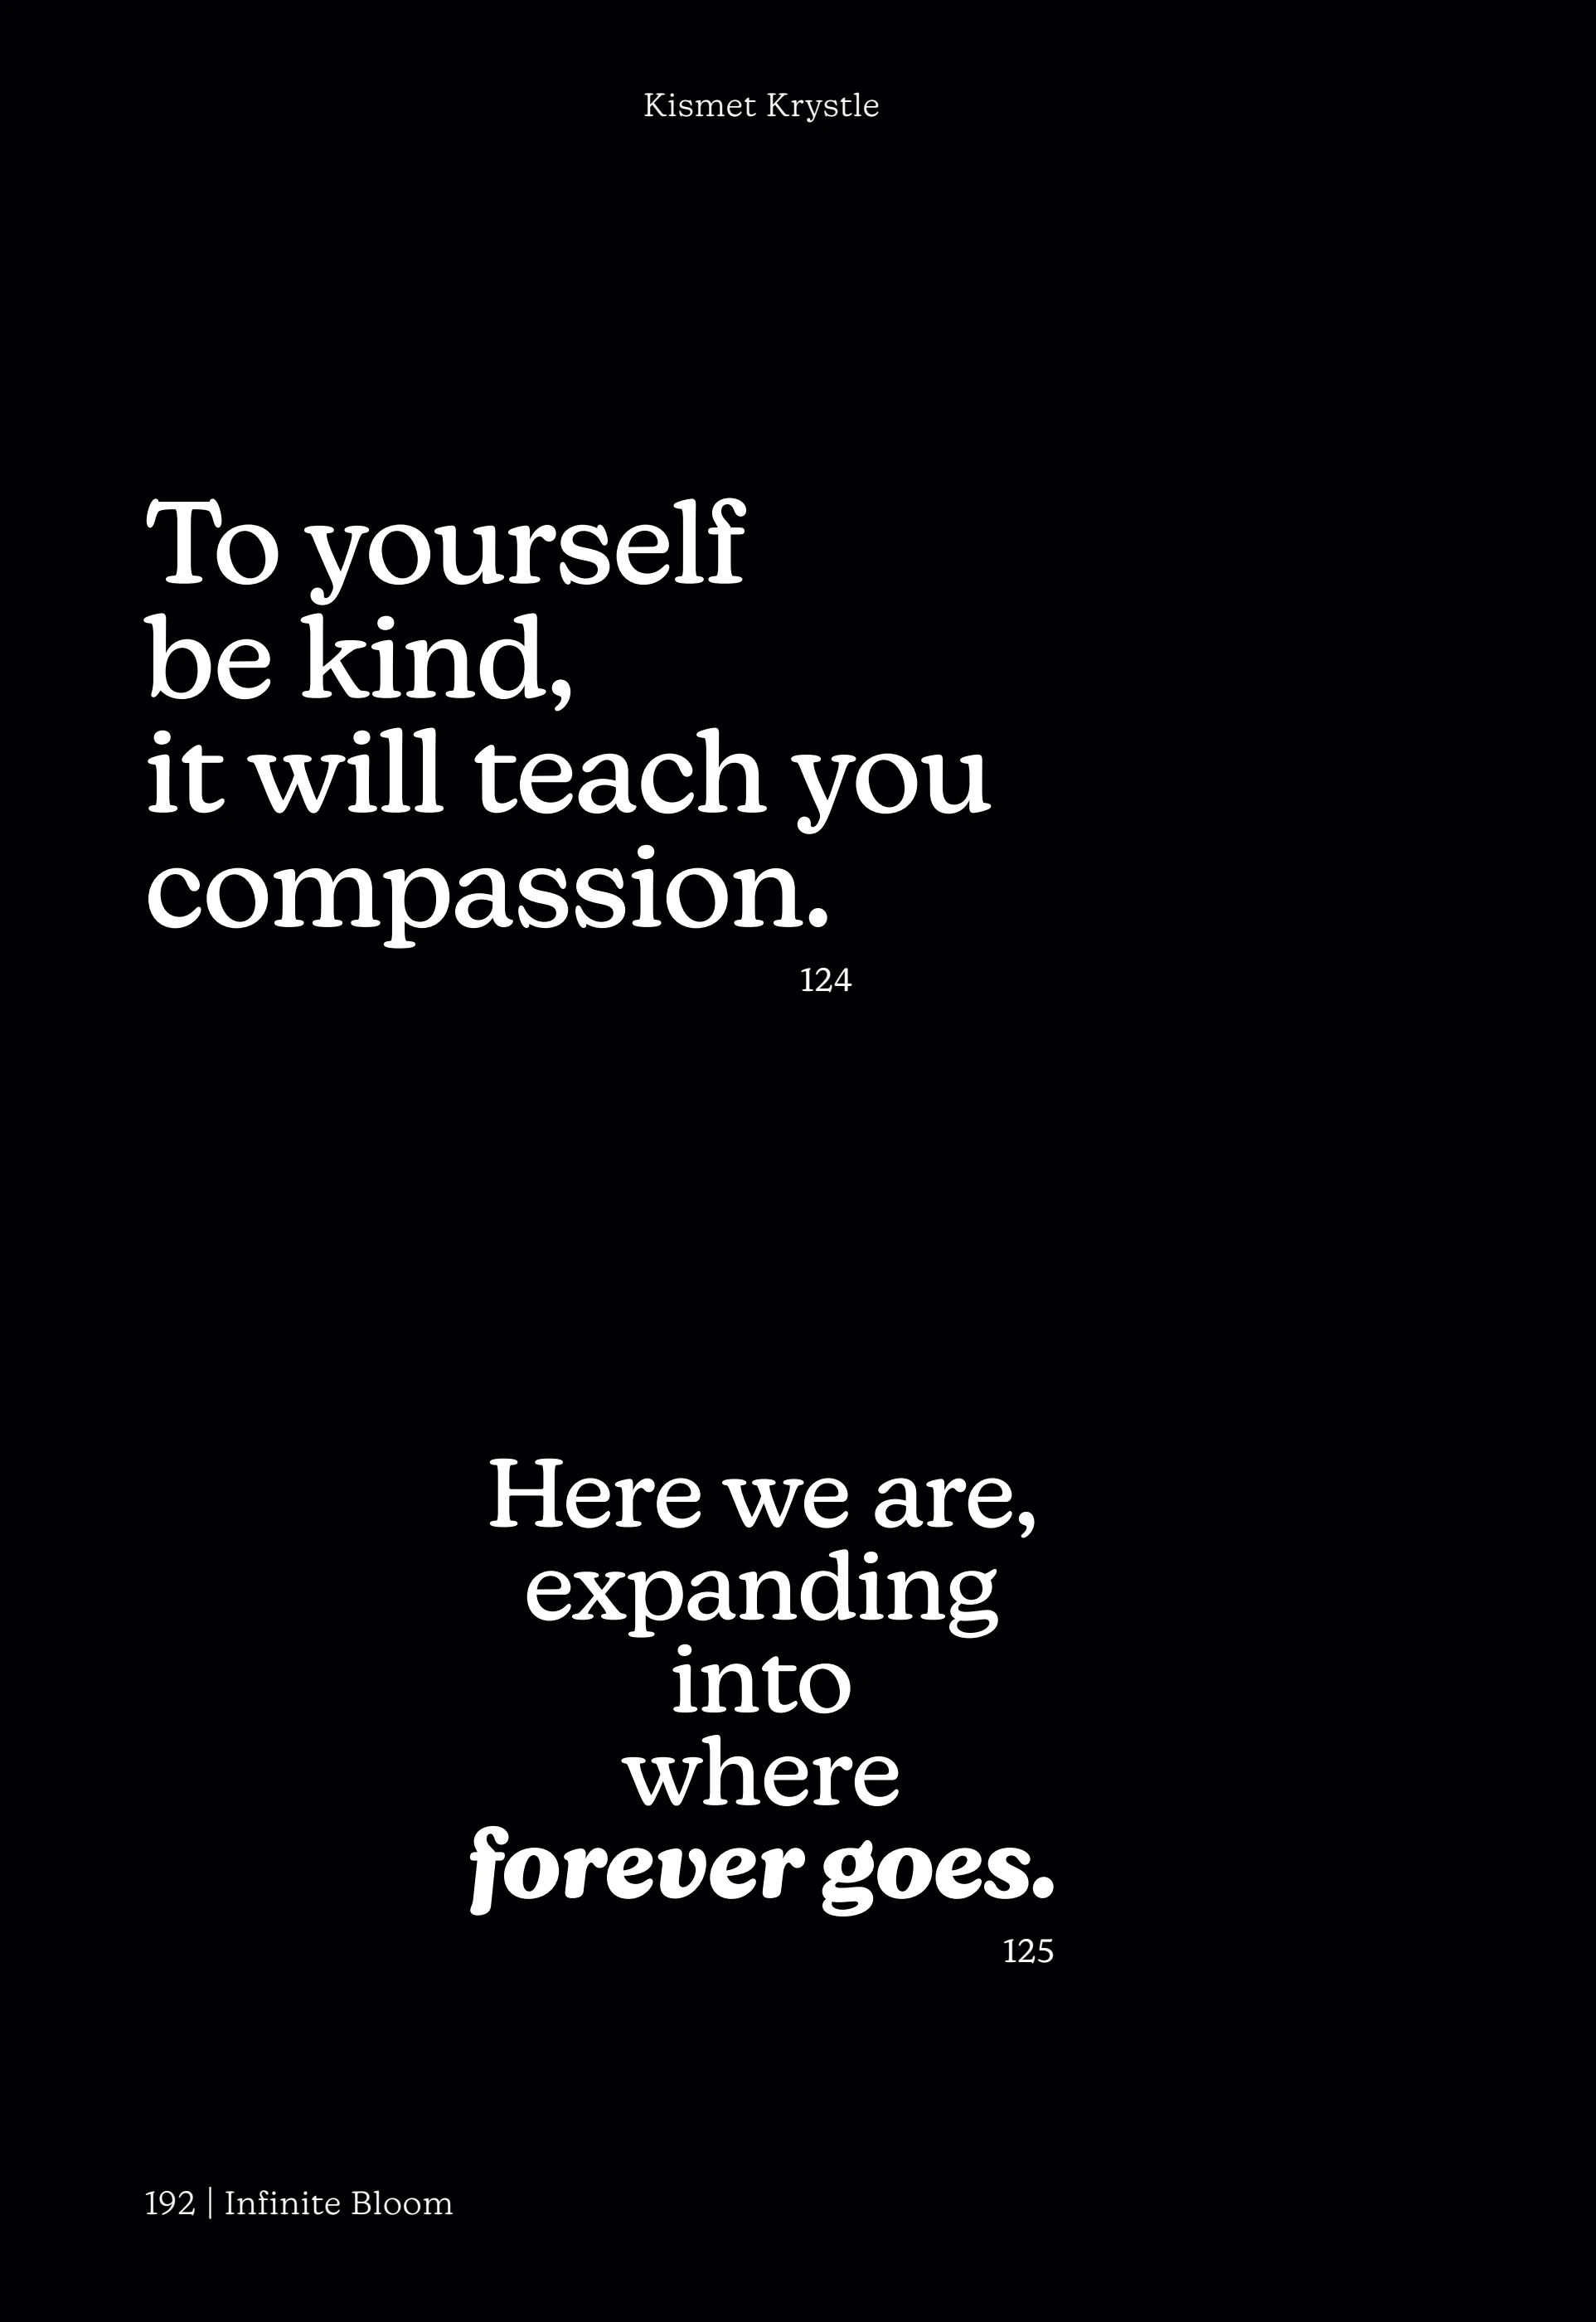 Kismet Krystle
To yourself
be kind,
it will teach you
compassion.
124
Here we are,
expanding
into
where
forever goes.
125
192 | Infinite Bloom